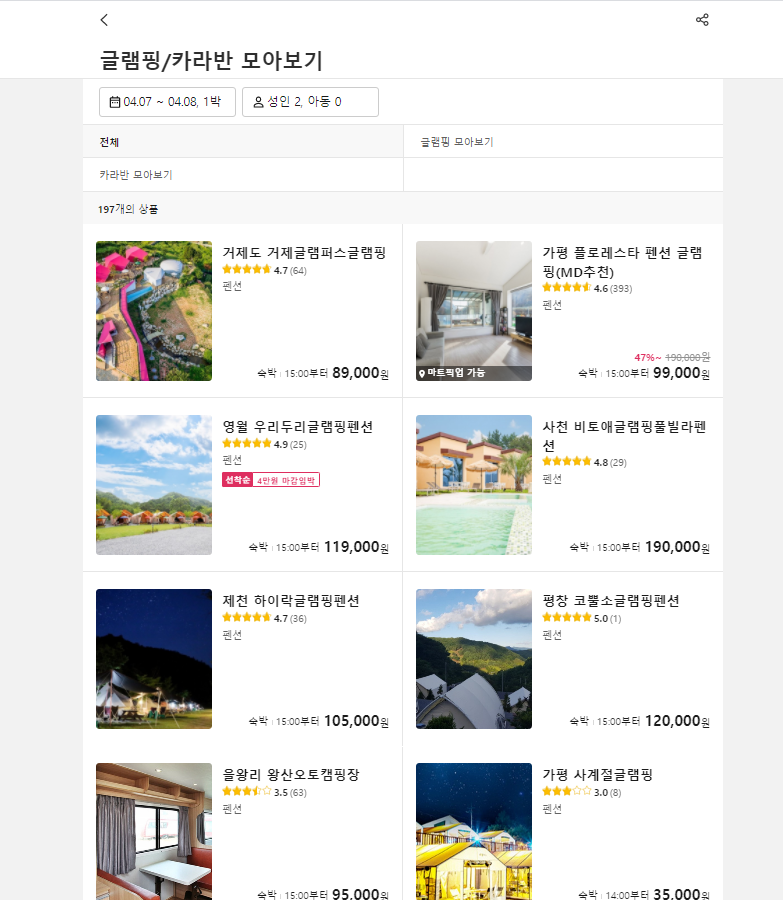 글램핑/카라반 모아보기
04.07 ~ 04.08, 1박
성인 2, 아동 0
전체
글램핑 모아보기
카라반 모아보기
197개의 상품
거제도 거제글램퍼스글램핑
4.7 (64)
펜션
숙박 15:00부터 89,000원
가평 플로레스타 펜션 글램
핑(MD추천)
4.6 (393)
펜션
마트픽업 가능
47%~ 190,000원
숙박 15:00부터 99,000원
영월 우리두리글램핑펜션
4.9 (25)
펜션
선착순 4만원 마감임박
숙박 15:00부터 119,000원
사천 비토애글램핑풀빌라펜
션
4.8 (29)
펜션
숙박 15:00부터 190,000원
제천 하이락글램핑펜션
4.7 (36)
펜션
숙박 15:00부터 105,000원
평창 코뿔소글램핑펜션
5.0 (1)
펜션
숙박 15:00부터 120,000원
을왕리 왕산오토캠핑장
3.5 (63)
펜션
숙박 15:00부터 95,000원
가평 사계절글램핑
3.0 (8)
펜션
숙박 14:00부터 35,000원